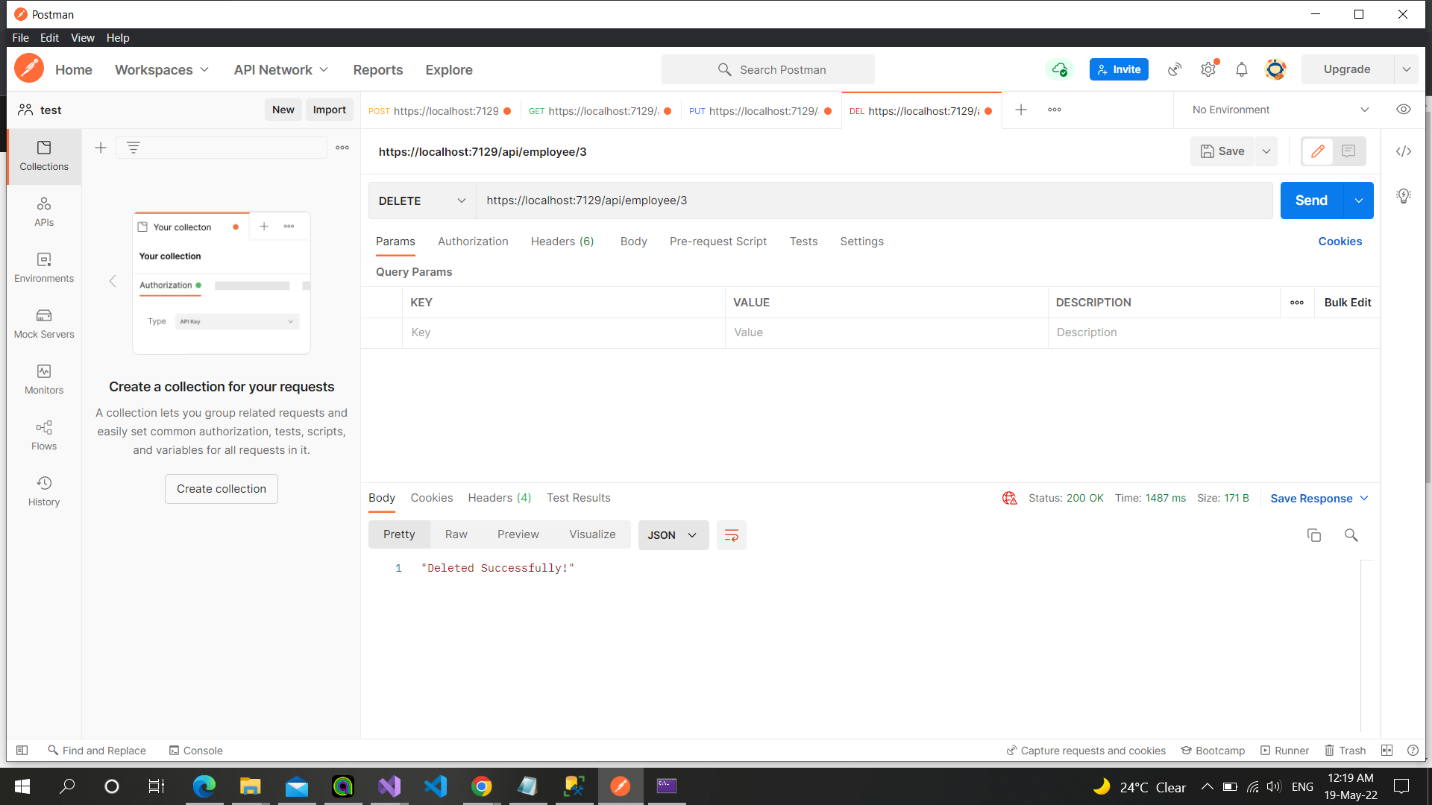 Postman
File Edit View Help
Home Workspaces API Network Reports Explore Search Postman Invite Upgrade
test New Import POST https://localhost:7129 GET https://localhost:7129/ PUT https://localhost:7129/ DEL https://localhost:7129/ No Environment
Collections
APIs
Environments
Mock Servers
Monitors
Flows
History
Your collecton
Your collection
Authorization
Type API Key
Create a collection for your requests
A collection lets you group related requests and
easily set common authorization, tests, scripts,
and variables for all requests in it.
Create collection
https://localhost:7129/api/employee/3 Save
DELETE https://localhost:7129/api/employee/3 Send
Params Authorization Headers (6) Body Pre-request Script Tests Settings Cookies
Query Params
KEY VALUE DESCRIPTION Bulk Edit
Key Value Description
Body Cookies Headers (4) Test Results Status: 200 OK Time: 1487 ms Size: 171 B Save Response
Pretty Raw Preview Visualize JSON
1 "Deleted Successfully!"
Find and Replace Console Capture requests and cookies Bootcamp Runner Trash
24°C Clear ENG 12:19 AM
19-May-22